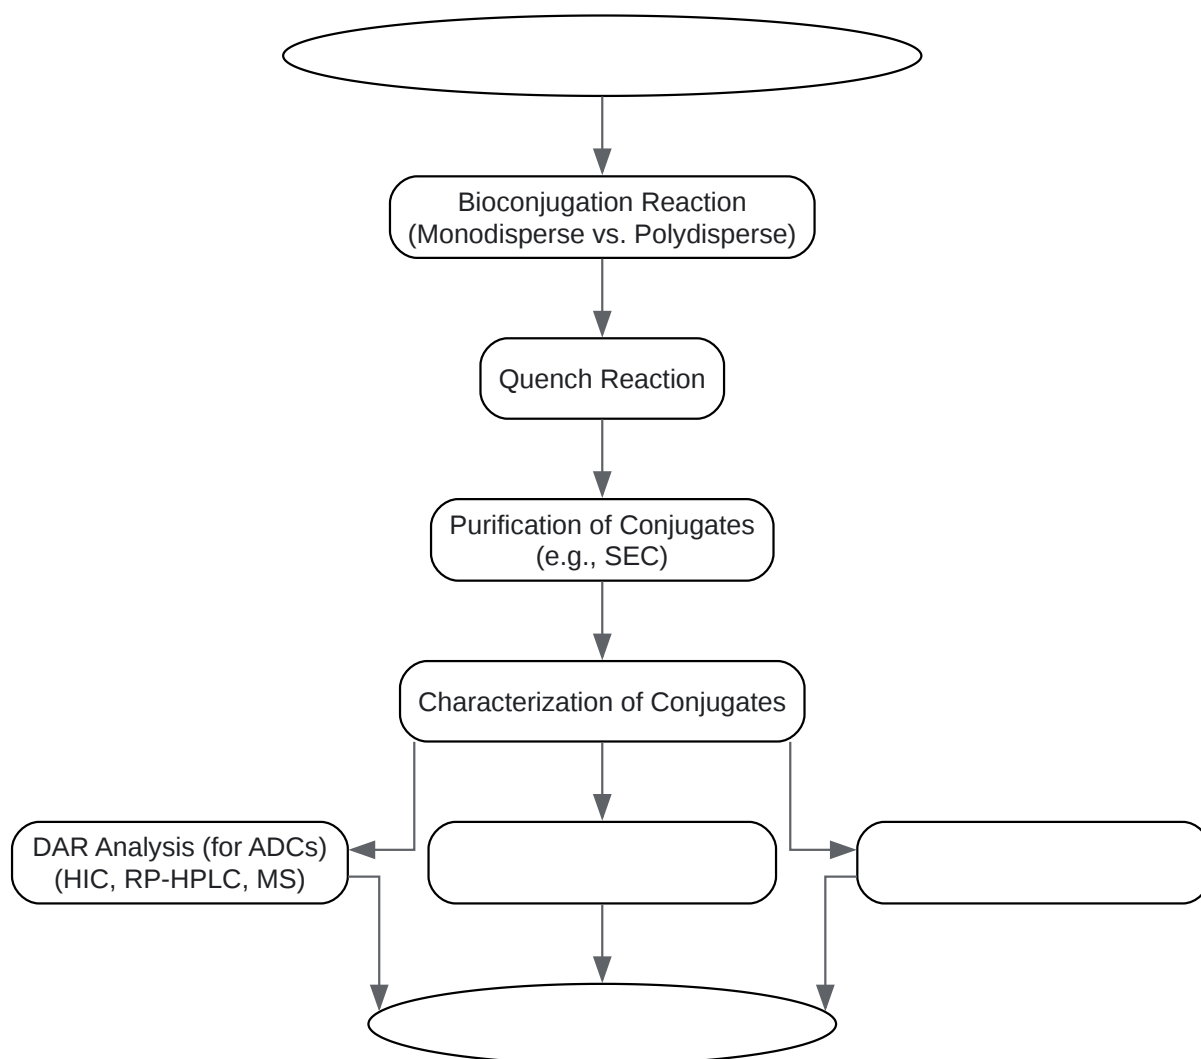 Bioconjugation Reaction
(Monodisperse vs. Polydisperse)
Quench Reaction
Purification of Conjugates
(e.g., SEC)
Characterization of Conjugates
DAR Analysis (for ADCs)
(HIC, RP-HPLC, MS)